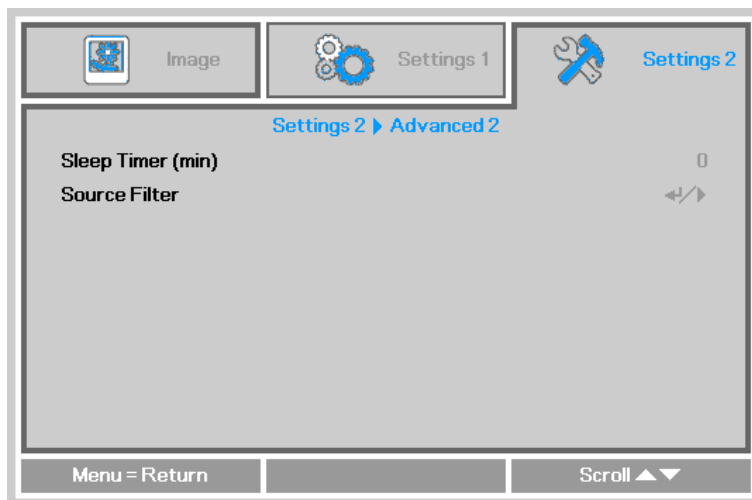 Image
Settings 1
Settings 2
Settings 2 ▶ Advanced 2
Sleep Timer (min) 0
Source Filter ↵/▶
Menu = Return
Scroll ▲▼